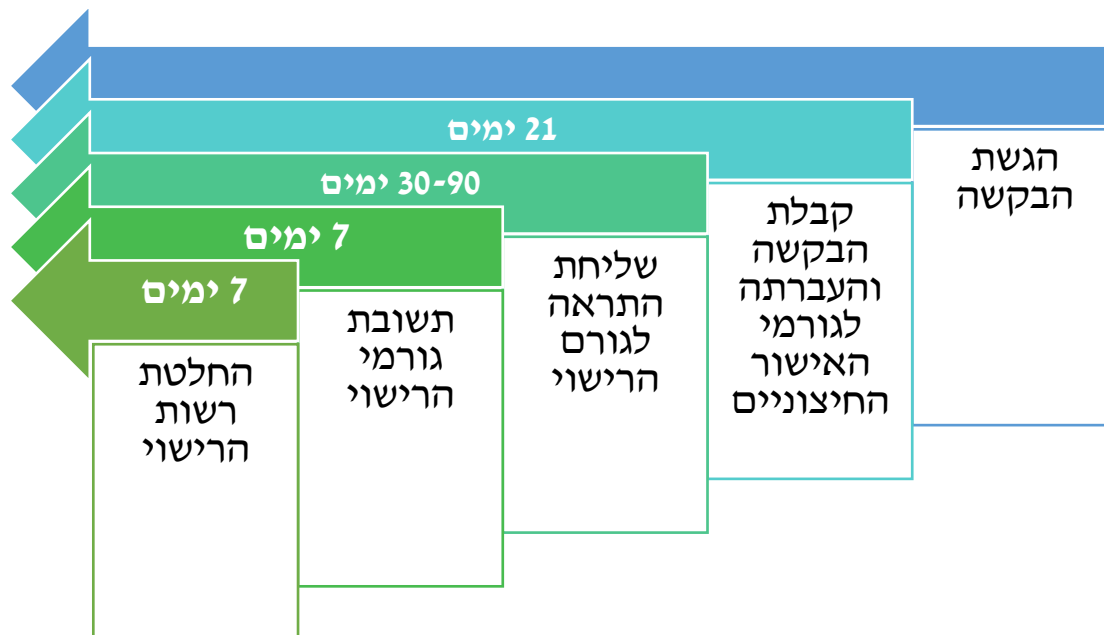 הגשת
הבקשה
21 ימים
קבלת
הבקשה
והעברתה
לגורמי
האישור
החיצוניים
30-90 ימים
שליחת
התראה
לגורם
הרישוי
7 ימים
תשובת
גורמי
הרישוי
7 ימים
החלטת
רשות
הרישוי